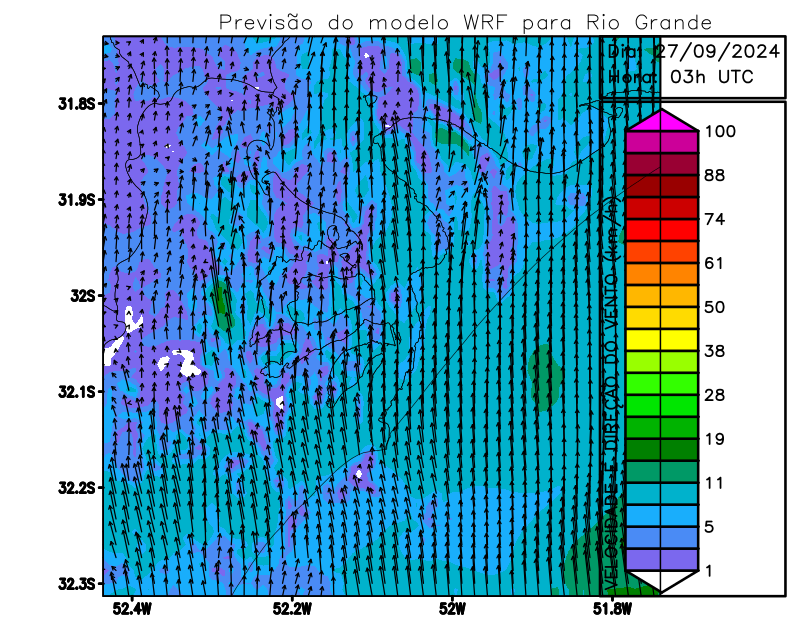 Previsão do modelo WRF para Rio Grande
Dia: 27/09/2024
Hora: 03h UTC
31.8S
31.9S
32S
32.1S
32.2S
32.3S
52.4W
52.2W
52W
51.8W
VELOCIDADE E DIREÇÃO DO VENTO (km/h)
100
88
74
61
50
38
28
19
11
5
1